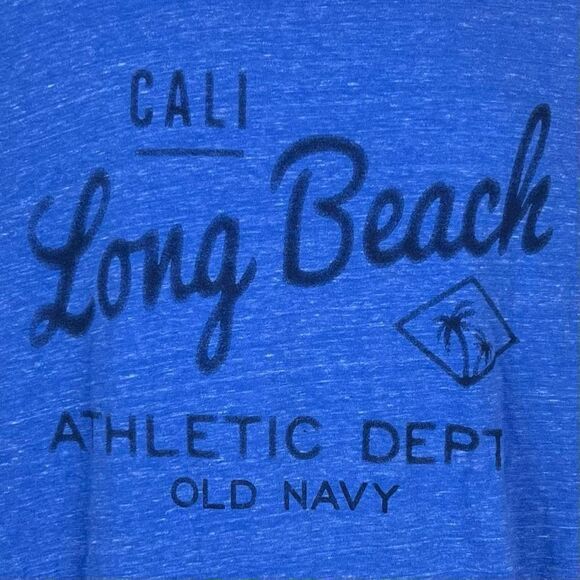 CALI
Long Beach
ATHLETIC DEPT
OLD NAVY